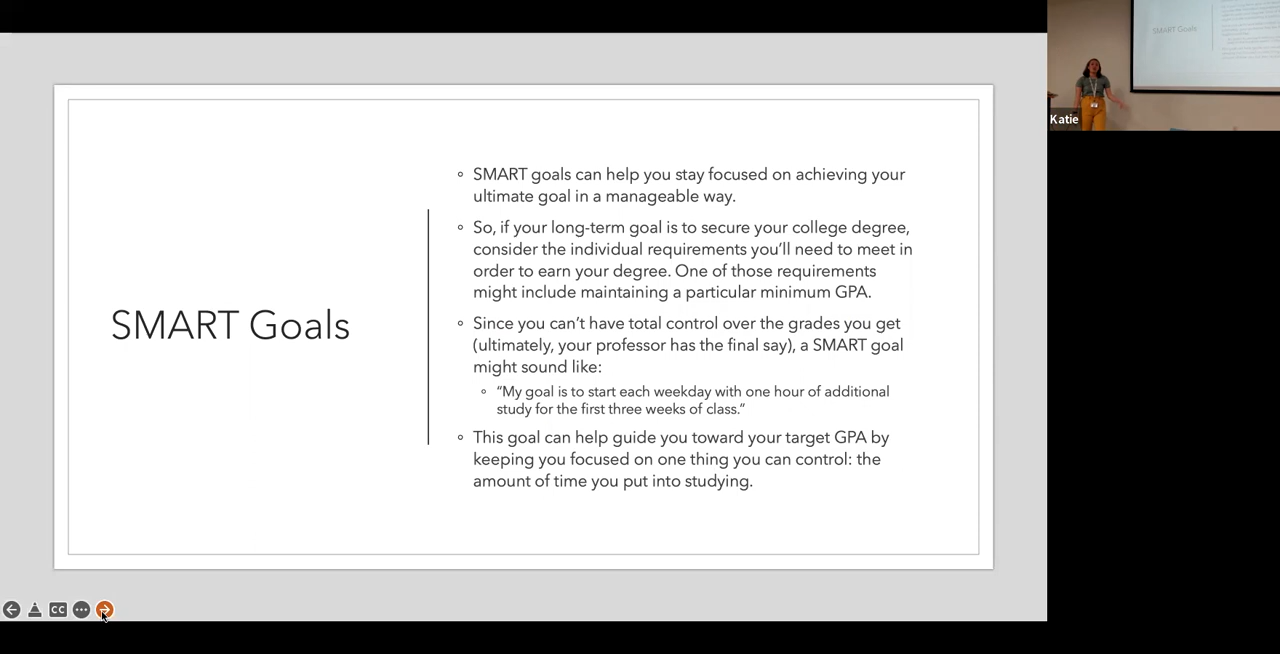 SMART Goals
SMART goals can help you stay focused on achieving your
ultimate goal in a manageable way.
So, if your long-term goal is to secure your college degree,
consider the individual requirements you’ll need to meet in
order to earn your degree. One of those requirements
might include maintaining a particular minimum GPA.
Since you can’t have total control over the grades you get
(ultimately, your professor has the final say), a SMART goal
might sound like:
“My goal is to start each weekday with one hour of additional
study for the first three weeks of class.”
This goal can help guide you toward your target GPA by
keeping you focused on one thing you can control: the
amount of time you put into studying.
CC
SMART Goals
Katie